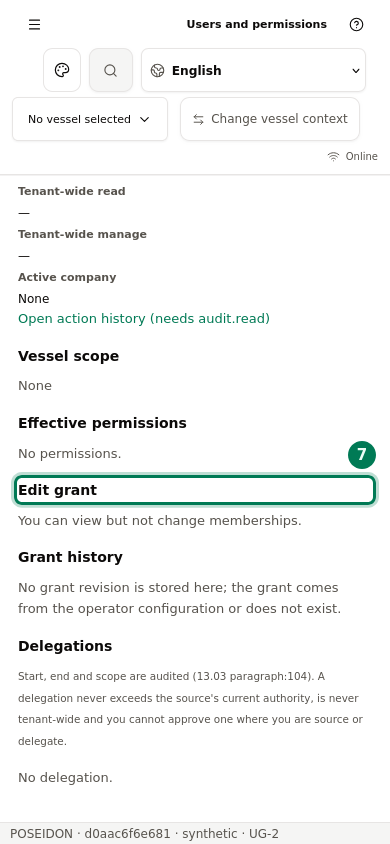 Users and permissions
English
No vessel selected
Change vessel context
Online
Tenant-wide read
—
Tenant-wide manage
—
Active company
None
Open action history (needs audit.read)
Vessel scope
None
Effective permissions
No permissions.
7
Edit grant
You can view but not change memberships.
Grant history
No grant revision is stored here; the grant comes
from the operator configuration or does not exist.
Delegations
Start, end and scope are audited (13.03 paragraph:104). A
delegation never exceeds the source's current authority, is never
tenant-wide and you cannot approve one where you are source or
delegate.
No delegation.
POSEIDON · d0aac6f6e681 · synthetic · UG-2